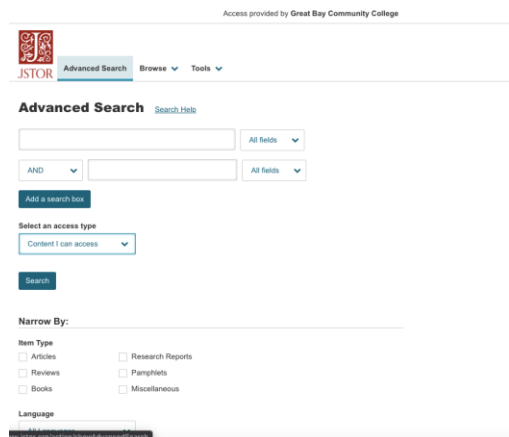 Access provided by Great Bay Community College
JSTOR
Advanced Search Browse Tools
Advanced Search Search Help
All fields
AND All fields
Add a search box
Select an access type
Content I can access
Search
Narrow By:
Item Type
Articles Research Reports
Reviews Pamphlets
Books Miscellaneous
Language